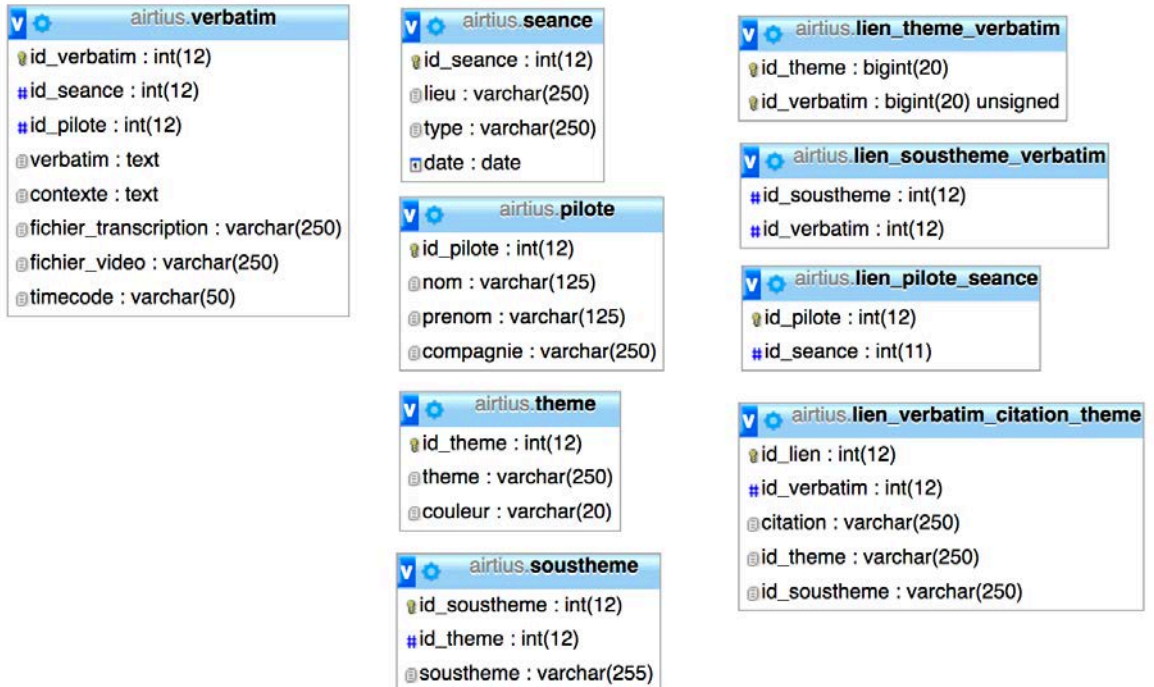 airtius.verbatim
id_verbatim : int(12)
#id_seance : int(12)
#id_pilote : int(12)
verbatim : text
contexte : text
fichier_transcription : varchar(250)
fichier_video : varchar(250)
timecode : varchar(50)
airtius.seance
id_seance : int(12)
lieu : varchar(250)
type : varchar(250)
date : date
airtius.pilote
id_pilote : int(12)
nom : varchar(125)
prenom : varchar(125)
compagnie : varchar(250)
airtius.theme
id_theme : int(12)
theme : varchar(250)
couleur : varchar(20)
airtius.soustheme
id_soustheme : int(12)
#id_theme : int(12)
soustheme : varchar(255)
airtius.lien_theme_verbatim
id_theme : bigint(20)
id_verbatim : bigint(20) unsigned
airtius.lien_soustheme_verbatim
#id_soustheme : int(12)
#id_verbatim : int(12)
airtius.lien_pilote_seance
id_pilote : int(12)
#id_seance : int(11)
airtius.lien_verbatim_citation_theme
id_lien : int(12)
#id_verbatim : int(12)
citation : varchar(250)
id_theme : varchar(250)
id_soustheme : varchar(250)